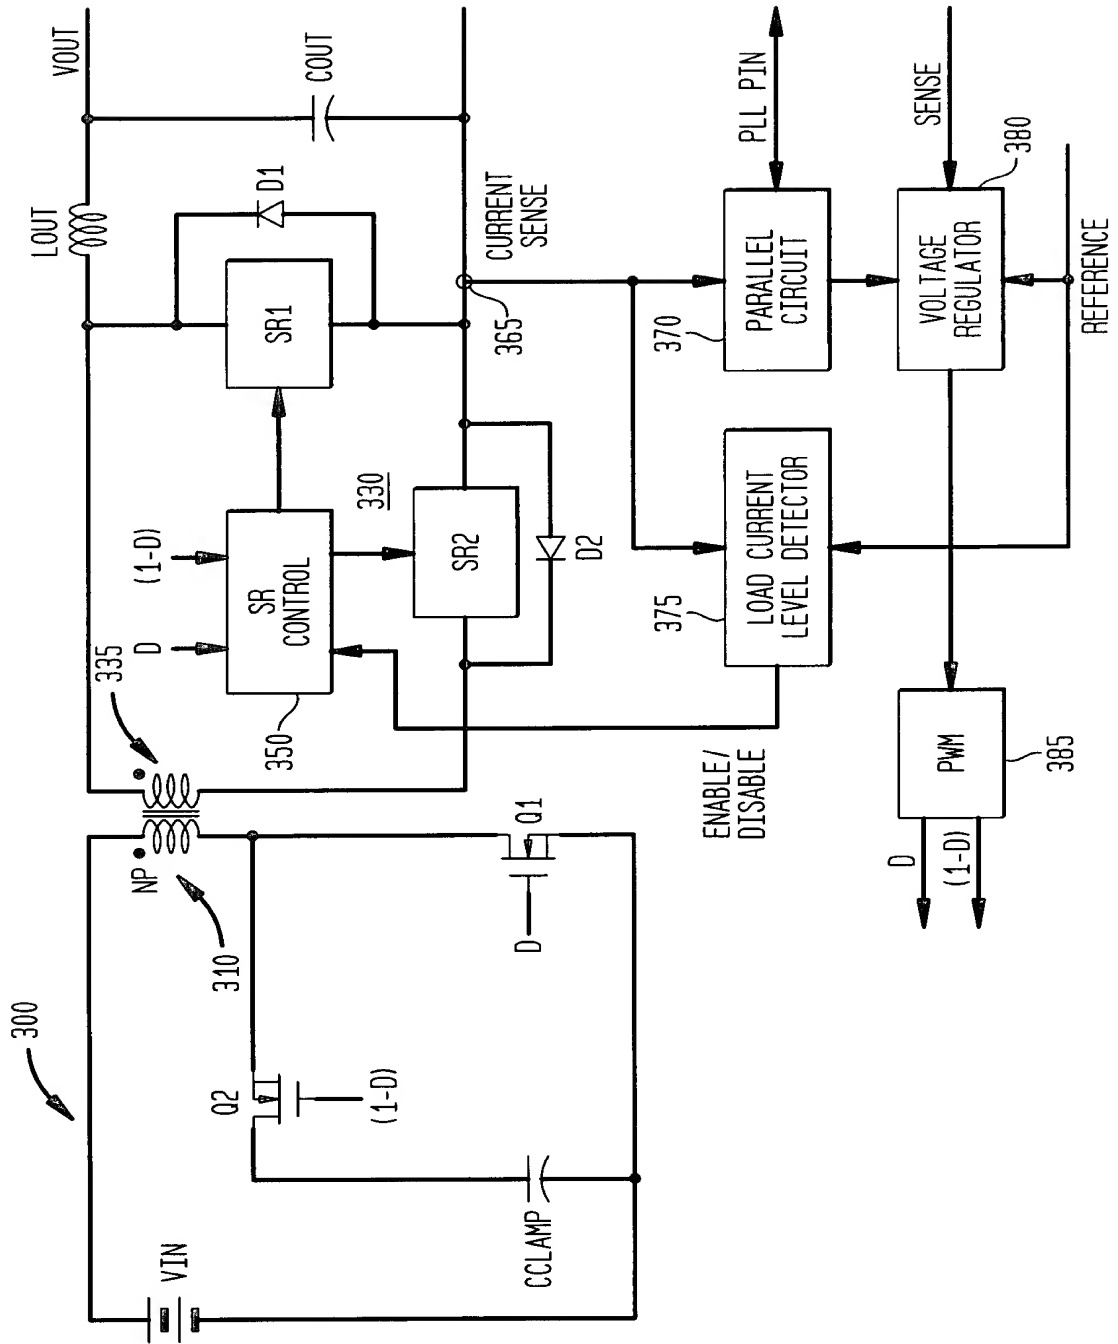 300
VIN
CCLAMP
Q2
(1-D)
310
NP
335
D
Q1
D
(1-D)
SR
CONTROL
350
330
SR1
SR2
D1
D2
LOUT
VOUT
COUT
CURRENT
SENSE
365
ENABLE/
DISABLE
375
LOAD CURRENT
LEVEL DETECTOR
370
PARALLEL
CIRCUIT
PLL PIN
SENSE
380
VOLTAGE
REGULATOR
REFERENCE
PWM
385
D
(1-D)